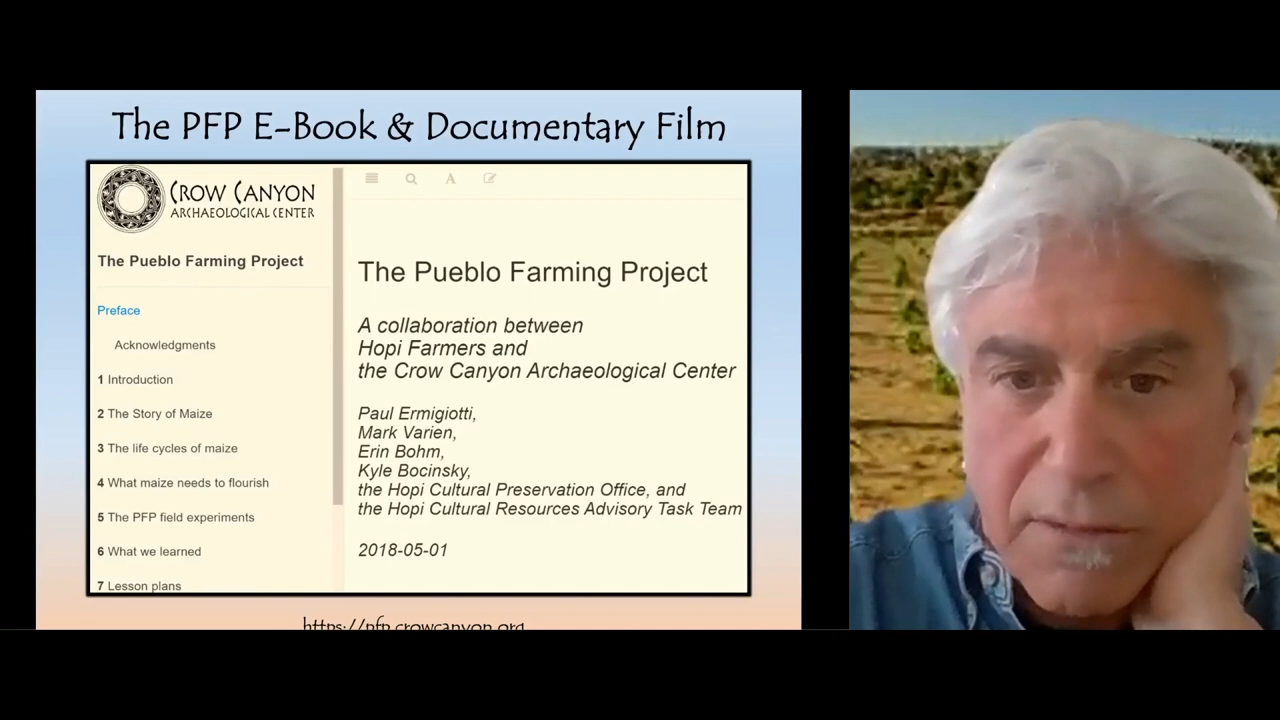 The PFP E-Book & Documentary Film
CROW CANYON
ARCHAEOLOGICAL CENTER
The Pueblo Farming Project
Preface
Acknowledgments
1 Introduction
2 The Story of Maize
3 The life cycles of maize
4 What maize needs to flourish
5 The PFP field experiments
6 What we learned
7 Lesson plans
A
The Pueblo Farming Project
A collaboration between
Hopi Farmers and
the Crow Canyon Archaeological Center
Paul Ermigiotti,
Mark Varien,
Erin Bohm,
Kyle Bocinsky,
the Hopi Cultural Preservation Office, and
the Hopi Cultural Resources Advisory Task Team
2018-05-01
https://pfp.crowcanyon.org